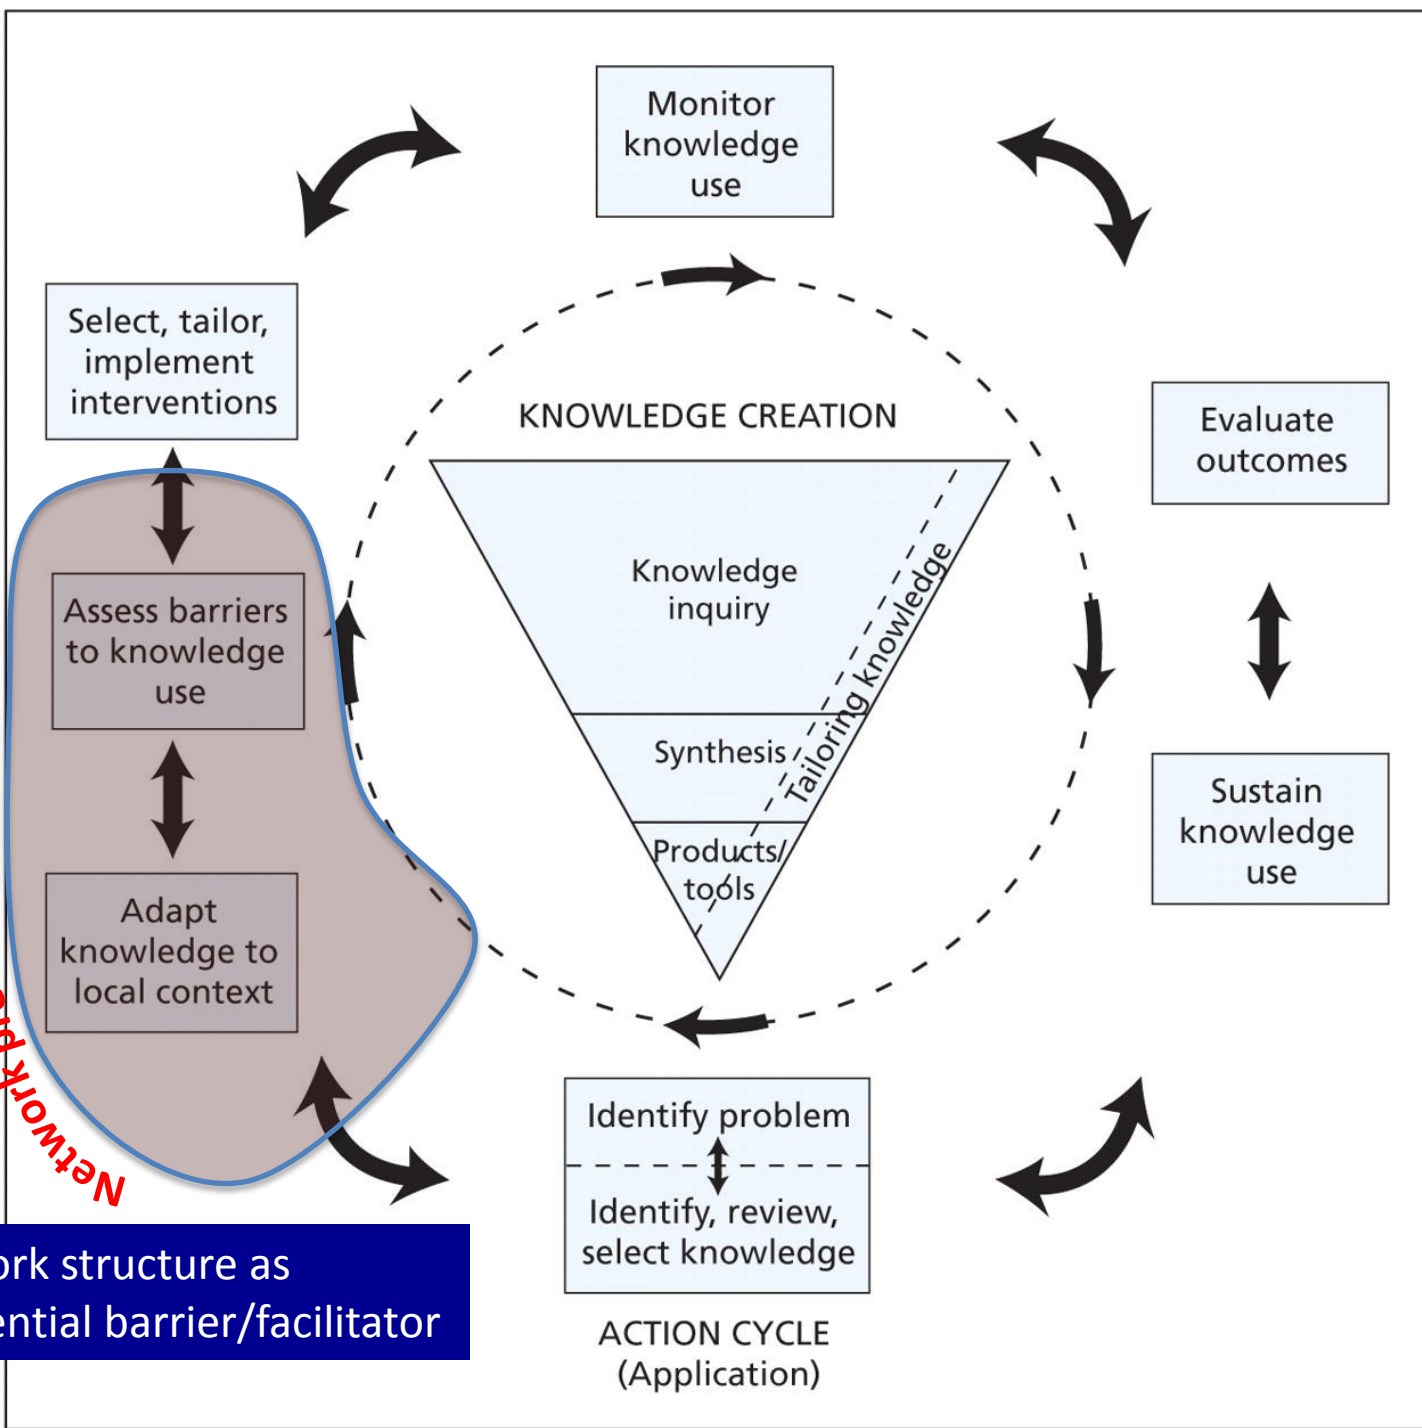 Monitor
knowledge
use
Select, tailor,
implement
interventions
KNOWLEDGE CREATION
Evaluate
outcomes
Knowledge
inquiry
Tailoring knowledge
Assess barriers
to knowledge
use
Synthesis
Sustain
knowledge
use
Products/
tools
Adapt
knowledge to
local context
Network
Identify problem
Identify, review,
select knowledge
structure as
barrier/facilitator
ACTION CYCLE
(Application)